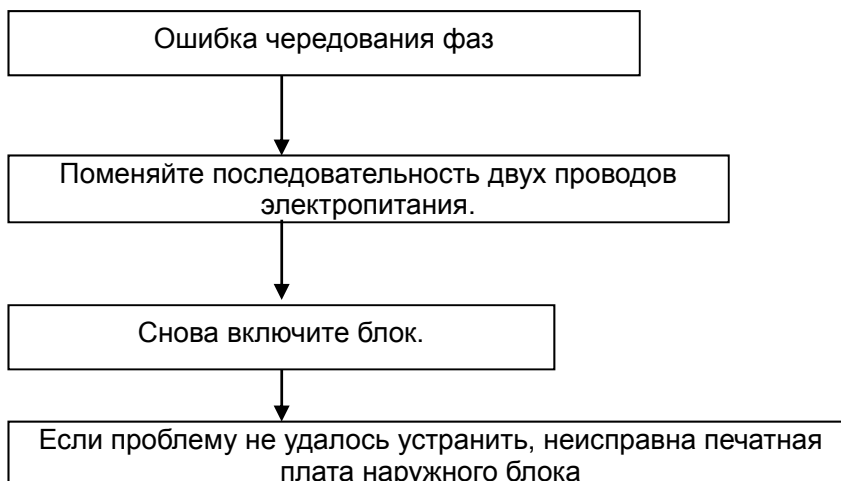 Ошибка чередования фаз
Поменяйте последовательность двух проводов
электропитания.
Снова включите блок.
Если проблему не удалось устранить, неисправна печатная
плата наружного блока